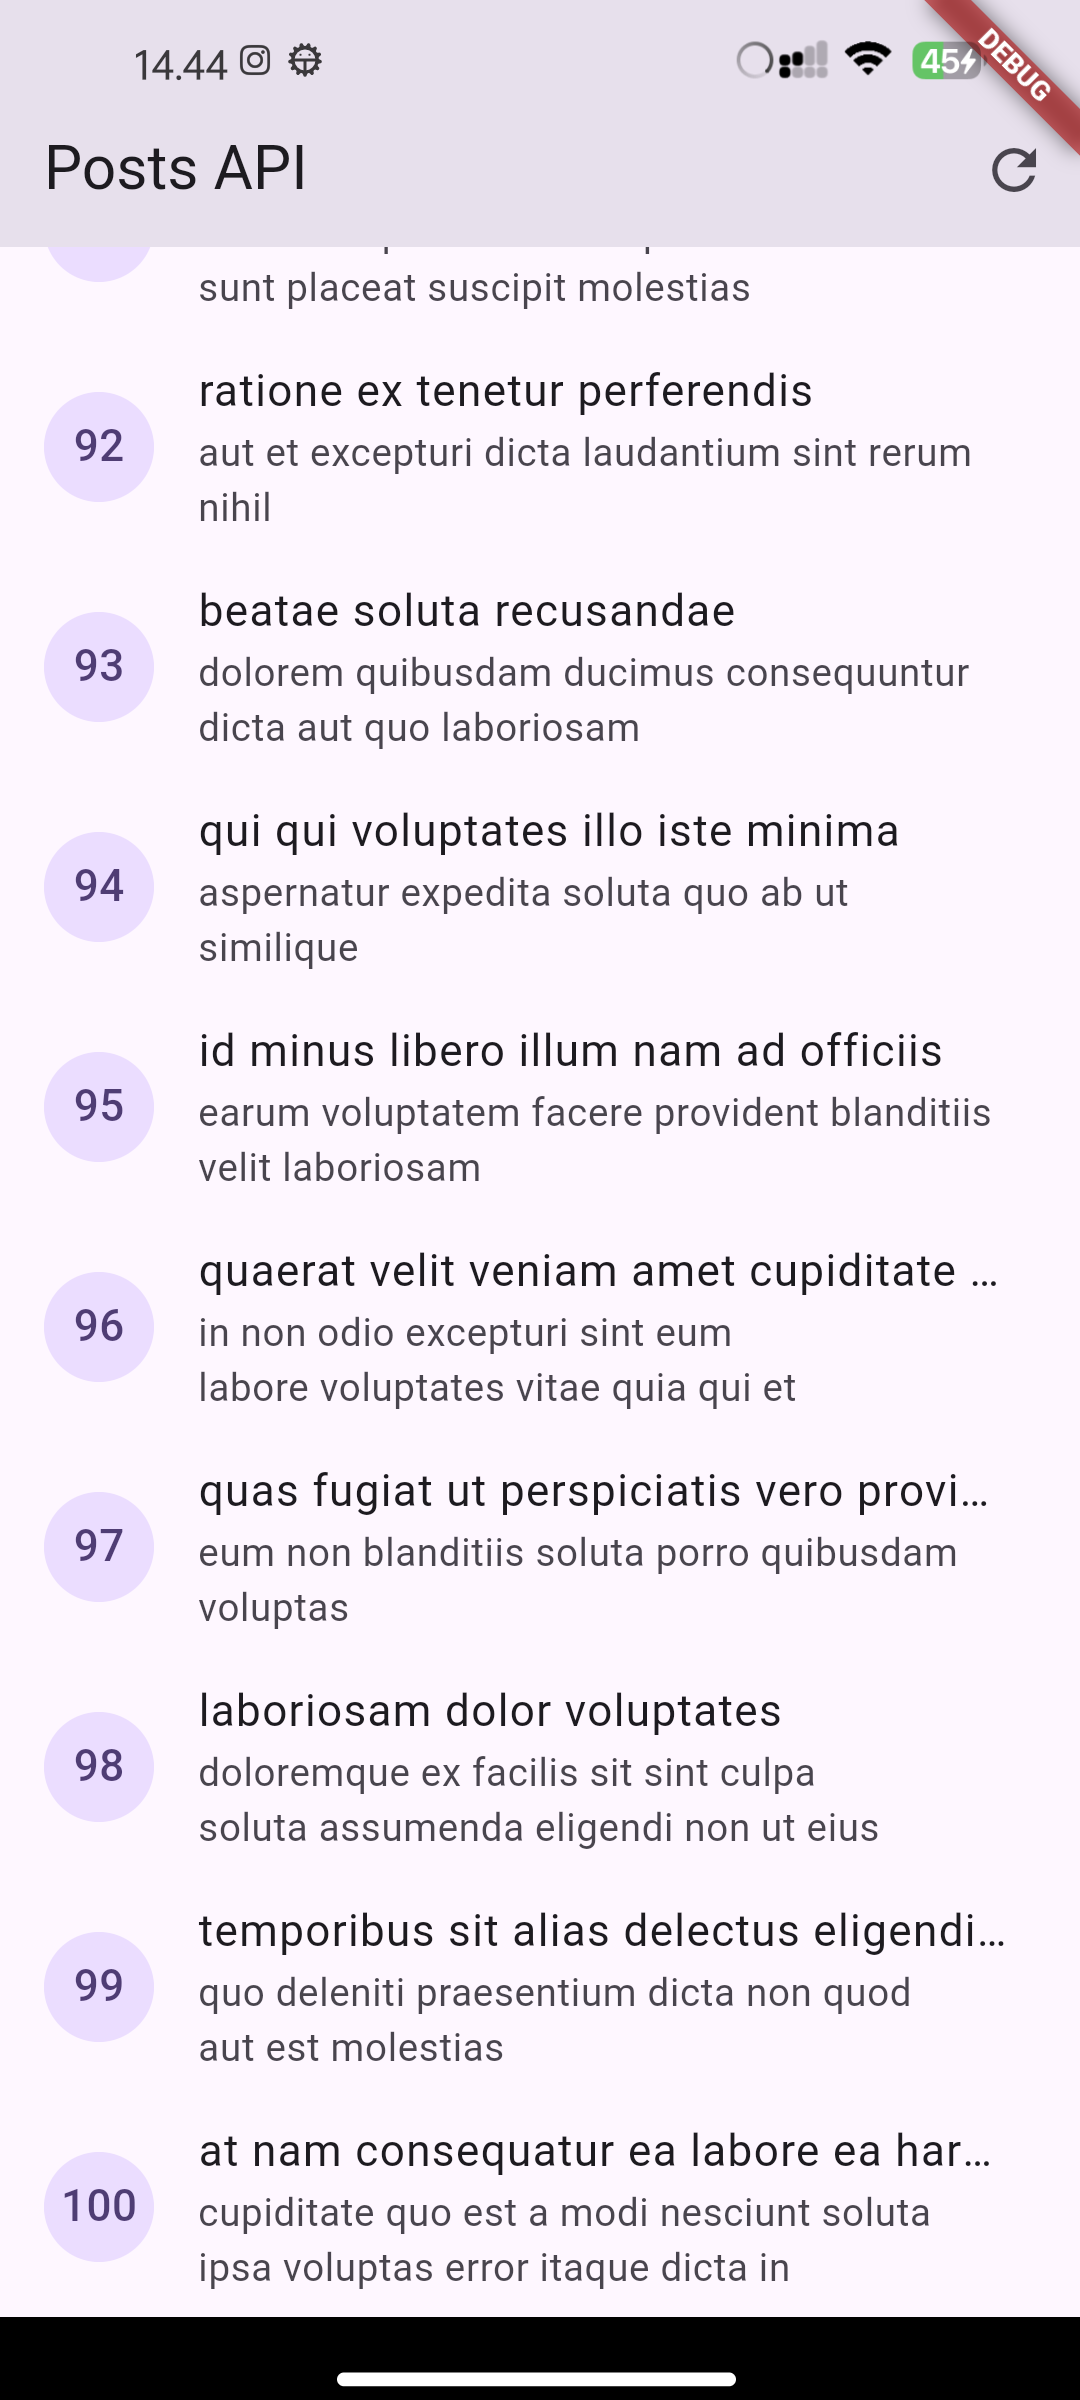 14.44
45
DEBUG
Posts API
sunt placeat suscipit molestias
92
ratione ex tenetur perferendis
aut et excepturi dicta laudantium sint rerum
nihil
93
beatae soluta recusandae
dolorem quibusdam ducimus consequuntur
dicta aut quo laboriosam
94
qui qui voluptates illo iste minima
aspernatur expedita soluta quo ab ut
similique
95
id minus libero illum nam ad officiis
earum voluptatem facere provident blanditiis
velit laboriosam
96
quaerat velit veniam amet cupiditate …
in non odio excepturi sint eum
labore voluptates vitae quia qui et
97
quas fugiat ut perspiciatis vero provi…
eum non blanditiis soluta porro quibusdam
voluptas
98
laboriosam dolor voluptates
doloremque ex facilis sit sint culpa
soluta assumenda eligendi non ut eius
99
temporibus sit alias delectus eligendi…
quo deleniti praesentium dicta non quod
aut est molestias
100
at nam consequatur ea labore ea har…
cupiditate quo est a modi nesciunt soluta
ipsa voluptas error itaque dicta in